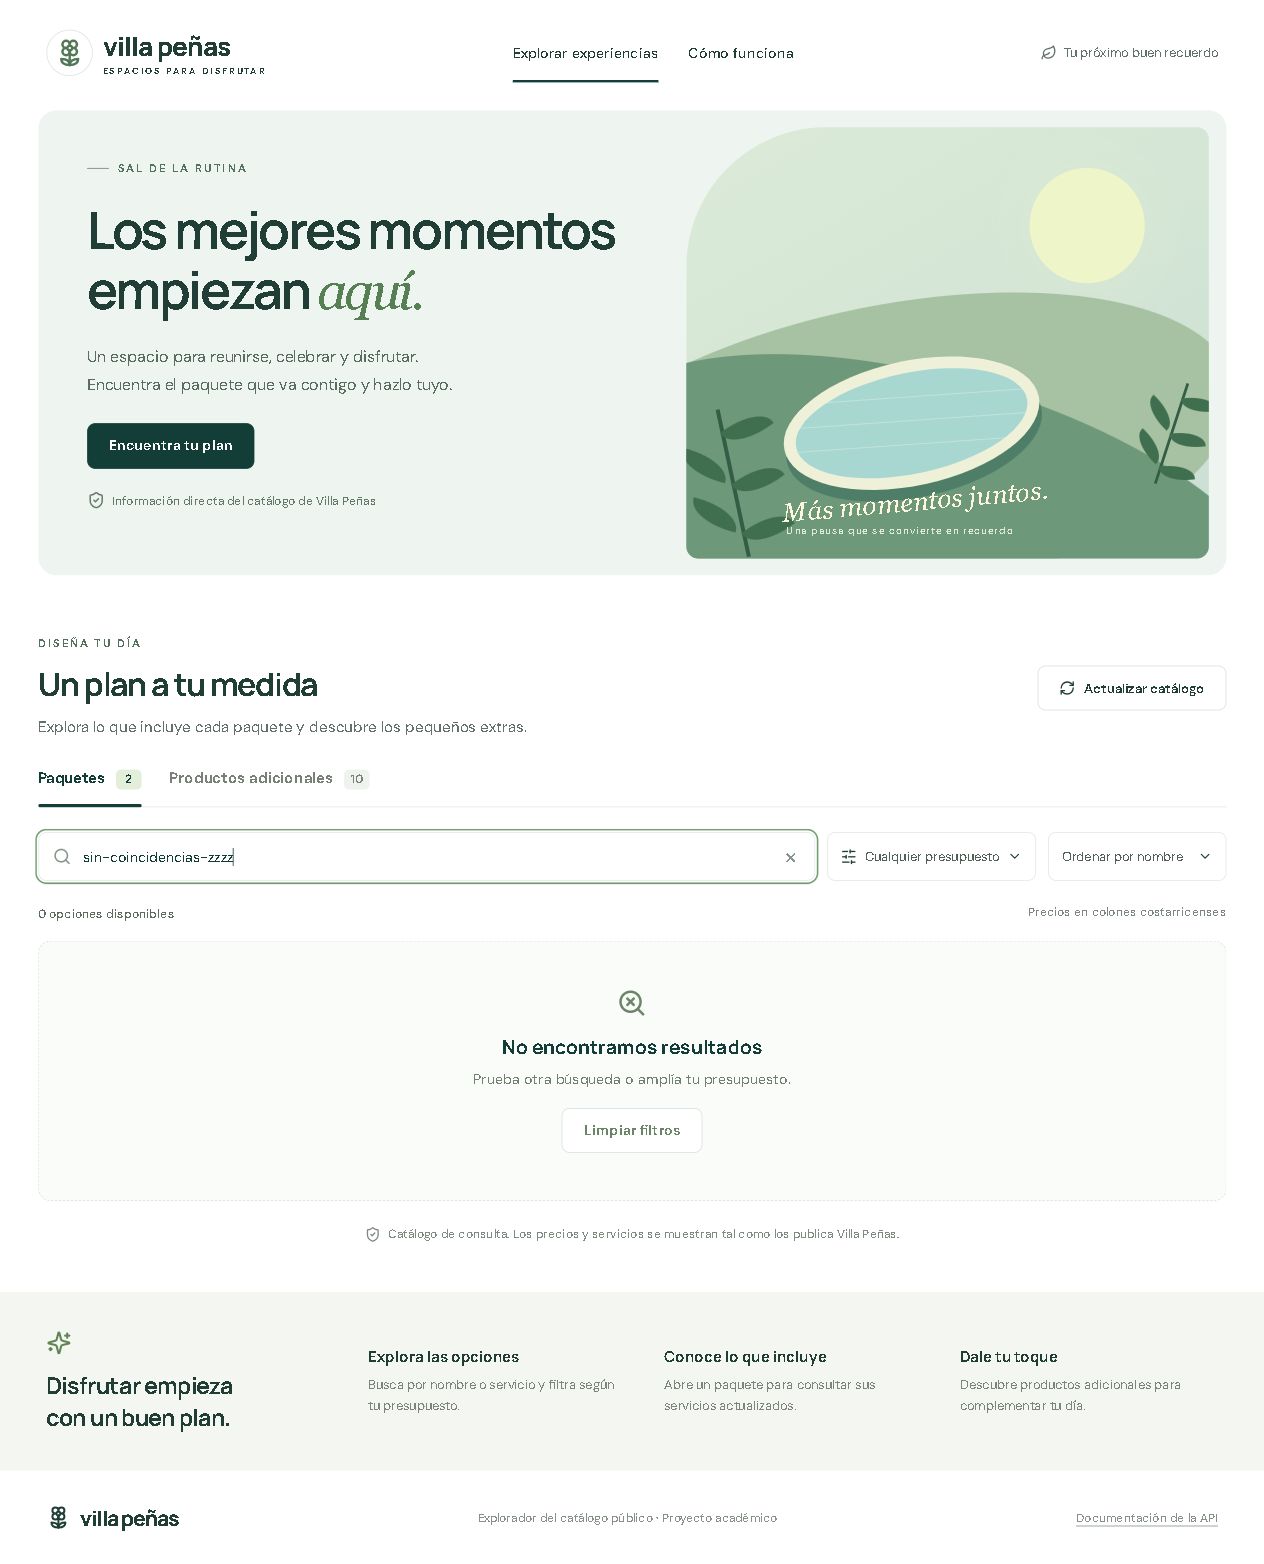 villa peñas
ESPACIOS PARA DISFRUTAR
Explorar experiencias
Cómo funciona
Tu próximo buen recuerdo
SAL DE LA RUTINA
Los mejores momentos
empiezan aquí.
Un espacio para reunirse, celebrar y disfrutar.
Encuentra el paquete que va contigo y hazlo tuyo.
Encuentra tu plan
Información directa del catálogo de Villa Peñas
Más momentos juntos.
Una pausa que se convierte en recuerdo
DISEÑA TU DÍA
Un plan a tu medida
Explora lo que incluye cada paquete y descubre los pequeños extras.
Actualizar catálogo
Paquetes 2
Productos adicionales 10
sin-coincidencias-zzzz
Cualquier presupuesto
Ordenar por nombre
0 opciones disponibles
Precios en colones costarricenses
No encontramos resultados
Prueba otra búsqueda o amplía tu presupuesto.
Limpiar filtros
Catálogo de consulta. Los precios y servicios se muestran tal como los publica Villa Peñas.
Disfrutar empieza
con un buen plan.
Explora las opciones
Busca por nombre o servicio y filtra según
tu presupuesto.
Conoce lo que incluye
Abre un paquete para consultar sus
servicios actualizados.
Dale tu toque
Descubre productos adicionales para
complementar tu día.
villa peñas
Explorador del catálogo público · Proyecto académico
Documentación de la API